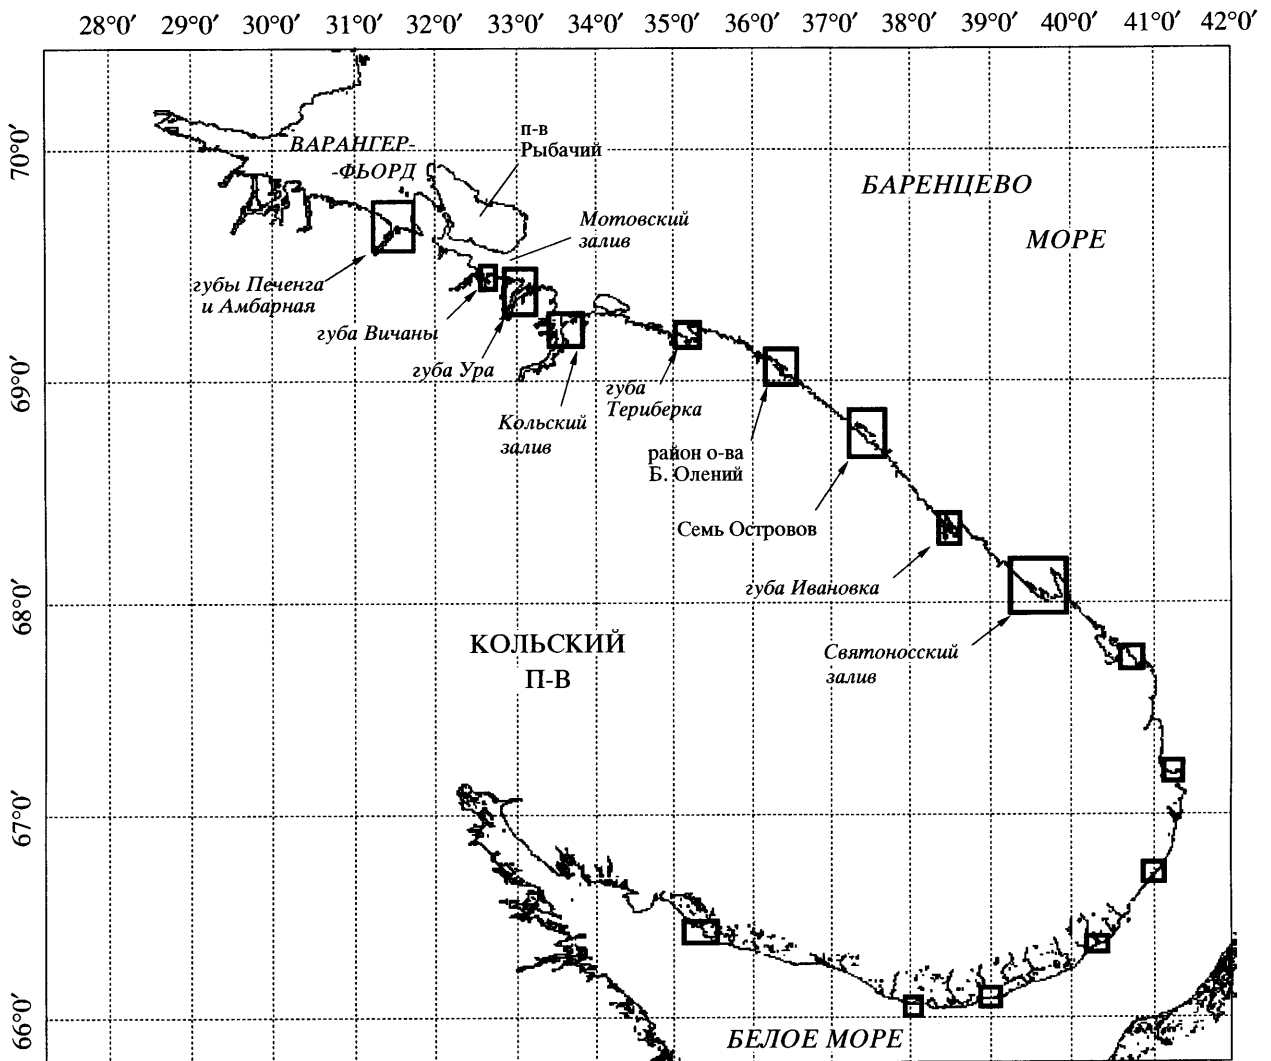 28°0′ 29°0′ 30°0′ 31°0′ 32°0′ 33°0′ 34°0′ 35°0′ 36°0′ 37°0′ 38°0′ 39°0′ 40°0′ 41°0′ 42°0′
70°0′
69°0′
68°0′
67°0′
66°0′
ВАРАНГЕР-
-ФЬОРД
п-в
Рыбачий
БАРЕНЦЕВО
МОРЕ
Мотовский
залив
губы Печенга
и Амбарная
губа Вичаны
губа Ура
Кольский
залив
губа
Териберка
район о-ва
Б. Олений
Семь Островов
губа Ивановка
Святоносский
залив
КОЛЬСКИЙ
П-В
БЕЛОЕ МОРЕ